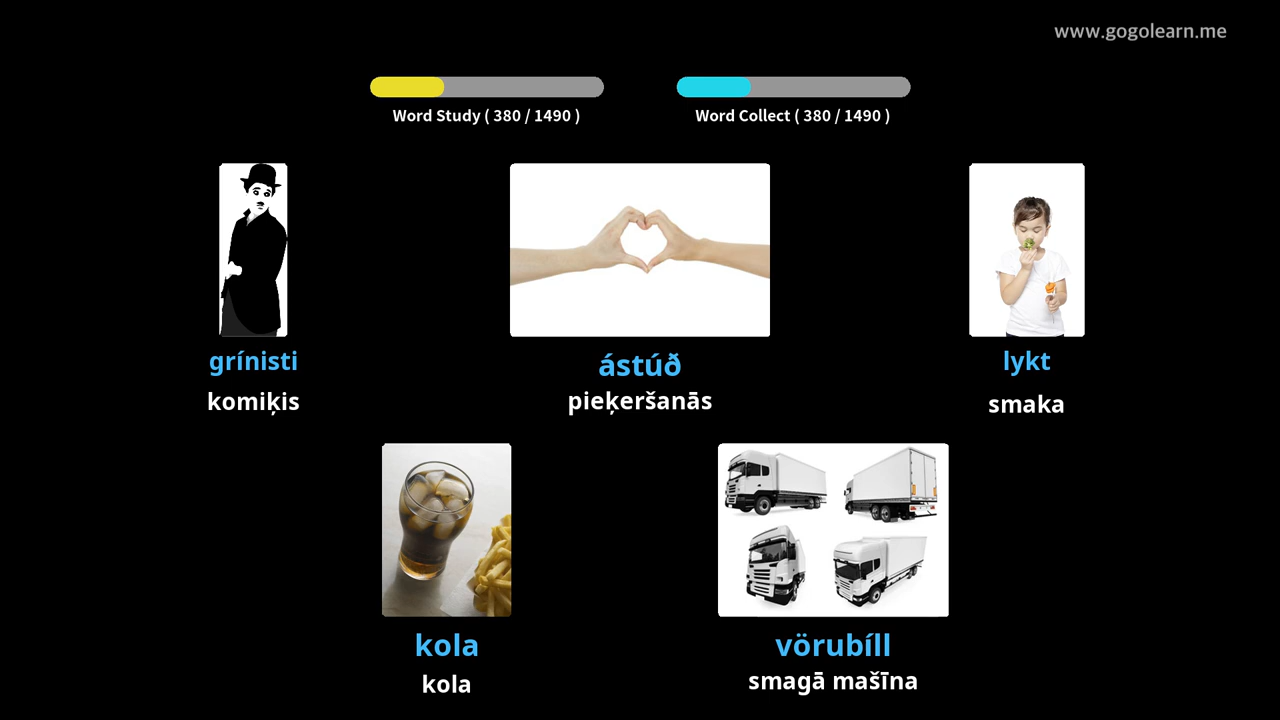 www.gogolearn.me
Word Study ( 380 / 1490 )
Word Collect ( 380 / 1490 )
grínisti
komiķis
ástúð
pieķeršanās
lykt
smaka
kola
kola
vörubíll
smagā mašīna